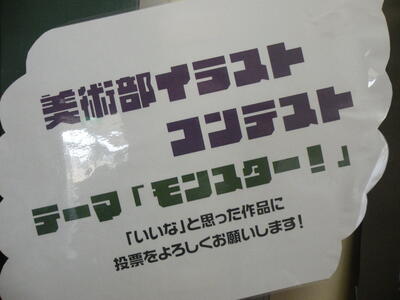 美術部イラスト
コンテスト
テーマ「モンスター！」
「いいな」と思った作品に
投票をよろしくお願いします！